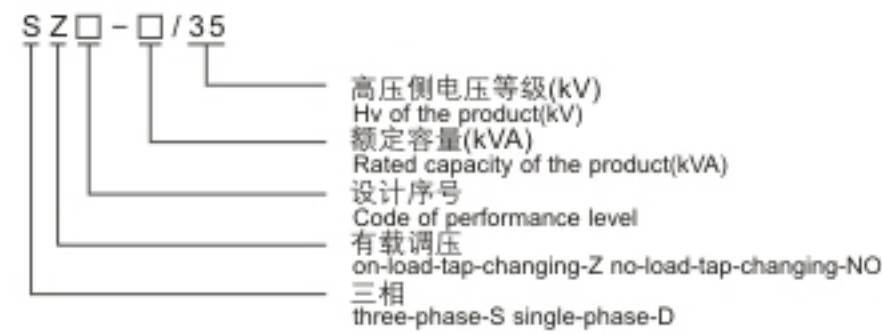 SZ□-□/35
高压侧电压等级(kV)
Hv of the product(kV)
额定容量(kVA)
Rated capacity of the product(kVA)
设计序号
Code of performance level
有载调压
on-load-tap-changing-Z no-load-tap-changing-NO
三相
three-phase-S single-phase-D